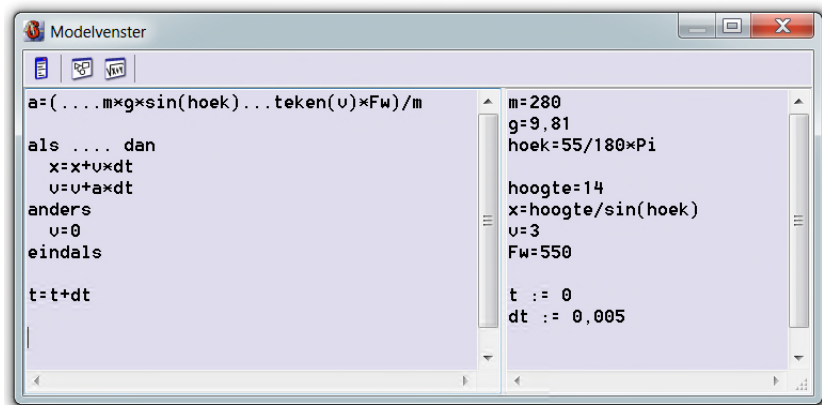 Modelvenster
a=(....m*g*sin(hoek)...teken(v)*Fw)/m
als .... dan
x=x+v*dt
v=v+a*dt
anders
v=0
eindals
t=t+dt
m=280
g=9,81
hoek=55/180*Pi
hoogte=14
x=hoogte/sin(hoek)
v=3
Fw=550
t := 0
dt := 0,005